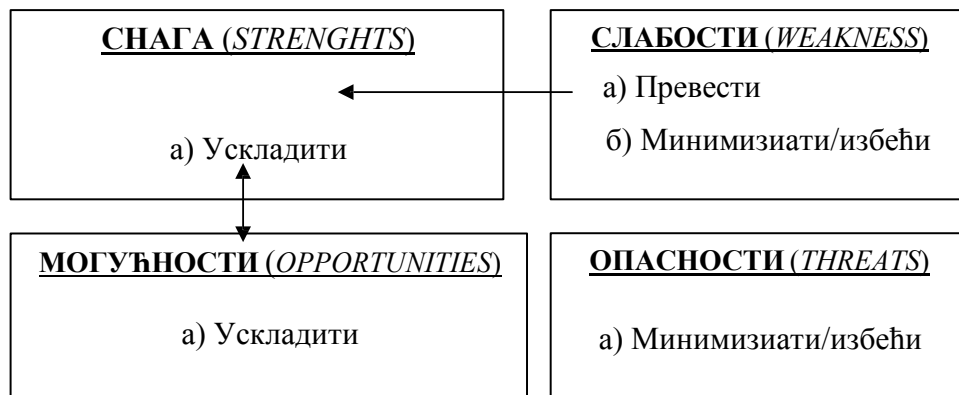 СНАГА (STRENGHTS)
а) Ускладити
СЛАБОСТИ (WEAKNESS)
а) Превести
б) Минимизиати/избећи
МОГУЋНОСТИ (OPPORTUNITIES)
а) Ускладити
ОПАСНОСТИ (THREATS)
а) Минимизиати/избећи